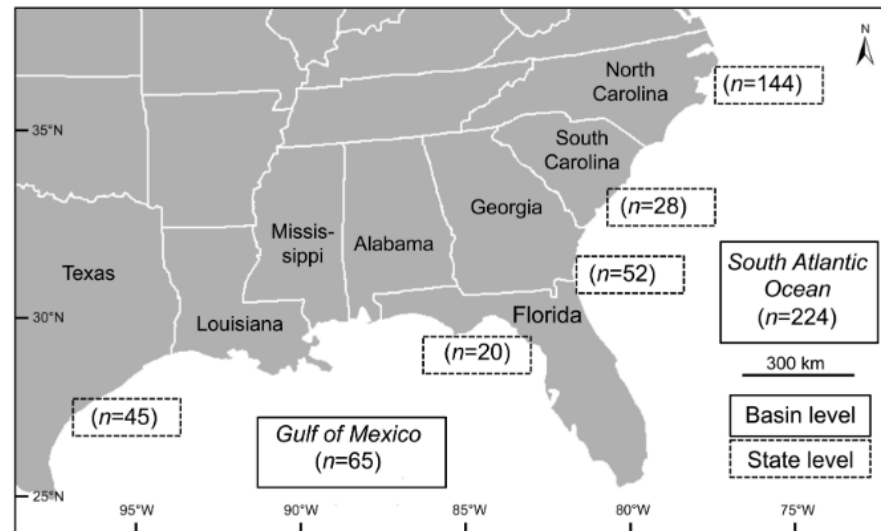 N
North
Carolina
(n=144)
35°N
South
Carolina
(n=28)
Georgia
Missis-
sippi
Alabama
Texas
(n=52)
South Atlantic
Ocean
(n=224)
30°N
Louisiana
Florida
(n=20)
300 km
(n=45)
Gulf of Mexico
(n=65)
Basin level
State level
25°N
95°W
90°W
85°W
80°W
75°W